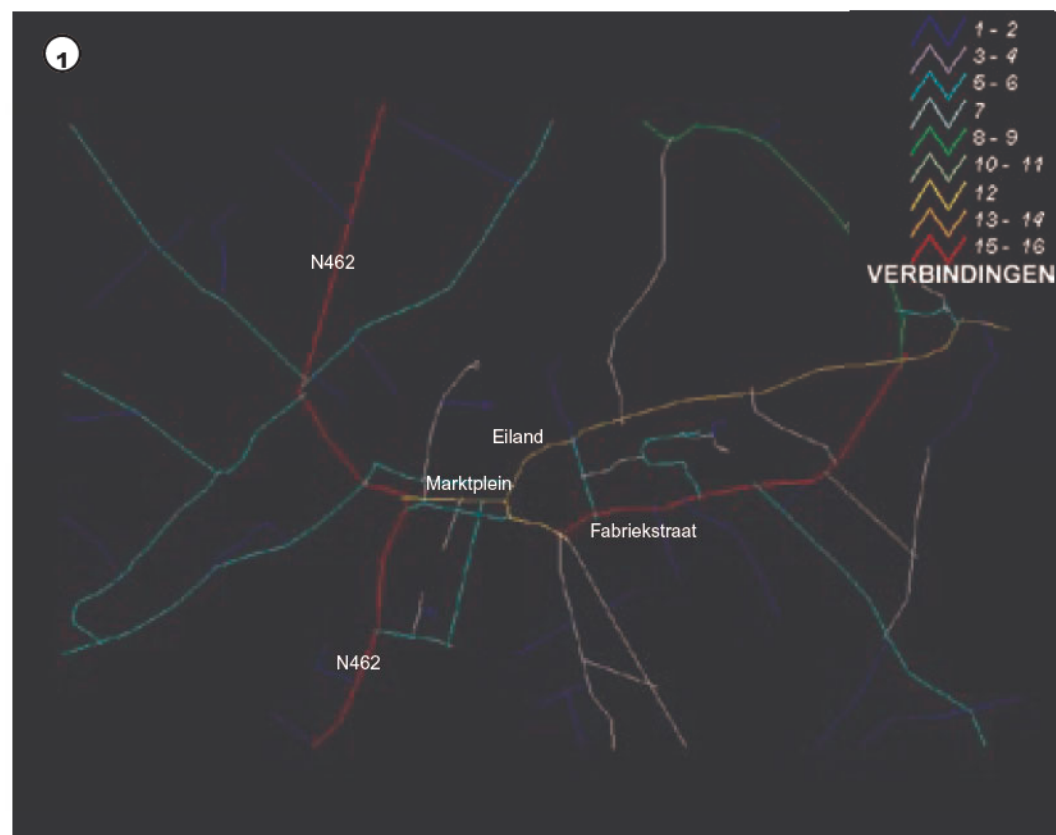 1
1 - 2
3 - 4
5 - 6
7
8 - 9
10 - 11
12
13 - 14
15 - 16
VERBINDINGEN
N462
Eiland
Marktplein
Fabriekstraat
N462